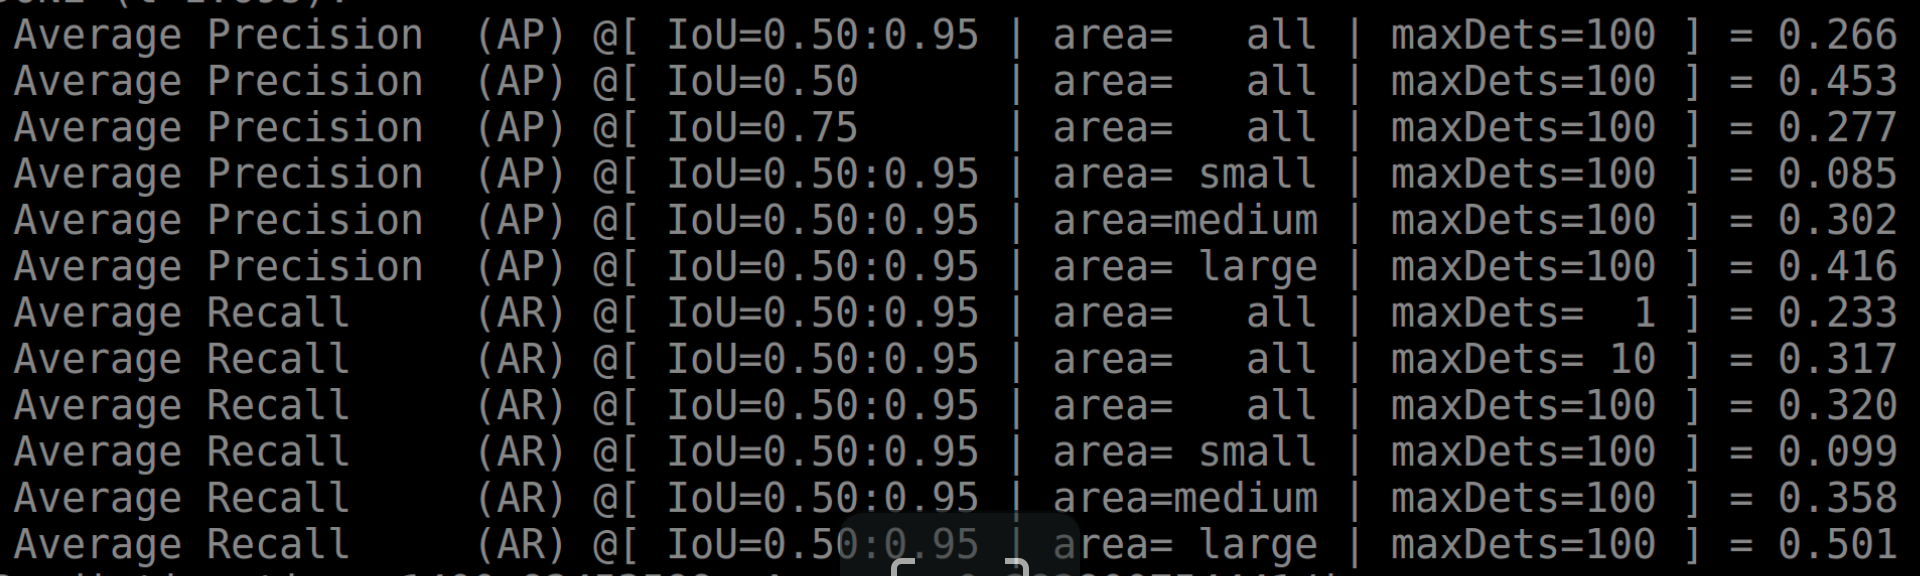 Average Precision  (AP) @[ IoU=0.50:0.95 | area=   all | maxDets=100 ] = 0.266
Average Precision  (AP) @[ IoU=0.50      | area=   all | maxDets=100 ] = 0.453
Average Precision  (AP) @[ IoU=0.75      | area=   all | maxDets=100 ] = 0.277
Average Precision  (AP) @[ IoU=0.50:0.95 | area= small | maxDets=100 ] = 0.085
Average Precision  (AP) @[ IoU=0.50:0.95 | area=medium | maxDets=100 ] = 0.302
Average Precision  (AP) @[ IoU=0.50:0.95 | area= large | maxDets=100 ] = 0.416
Average Recall     (AR) @[ IoU=0.50:0.95 | area=   all | maxDets=  1 ] = 0.233
Average Recall     (AR) @[ IoU=0.50:0.95 | area=   all | maxDets= 10 ] = 0.317
Average Recall     (AR) @[ IoU=0.50:0.95 | area=   all | maxDets=100 ] = 0.320
Average Recall     (AR) @[ IoU=0.50:0.95 | area= small | maxDets=100 ] = 0.099
Average Recall     (AR) @[ IoU=0.50:0.95 | area=medium | maxDets=100 ] = 0.358
Average Recall     (AR) @[ IoU=0.50:0.95 | area= large | maxDets=100 ] = 0.501